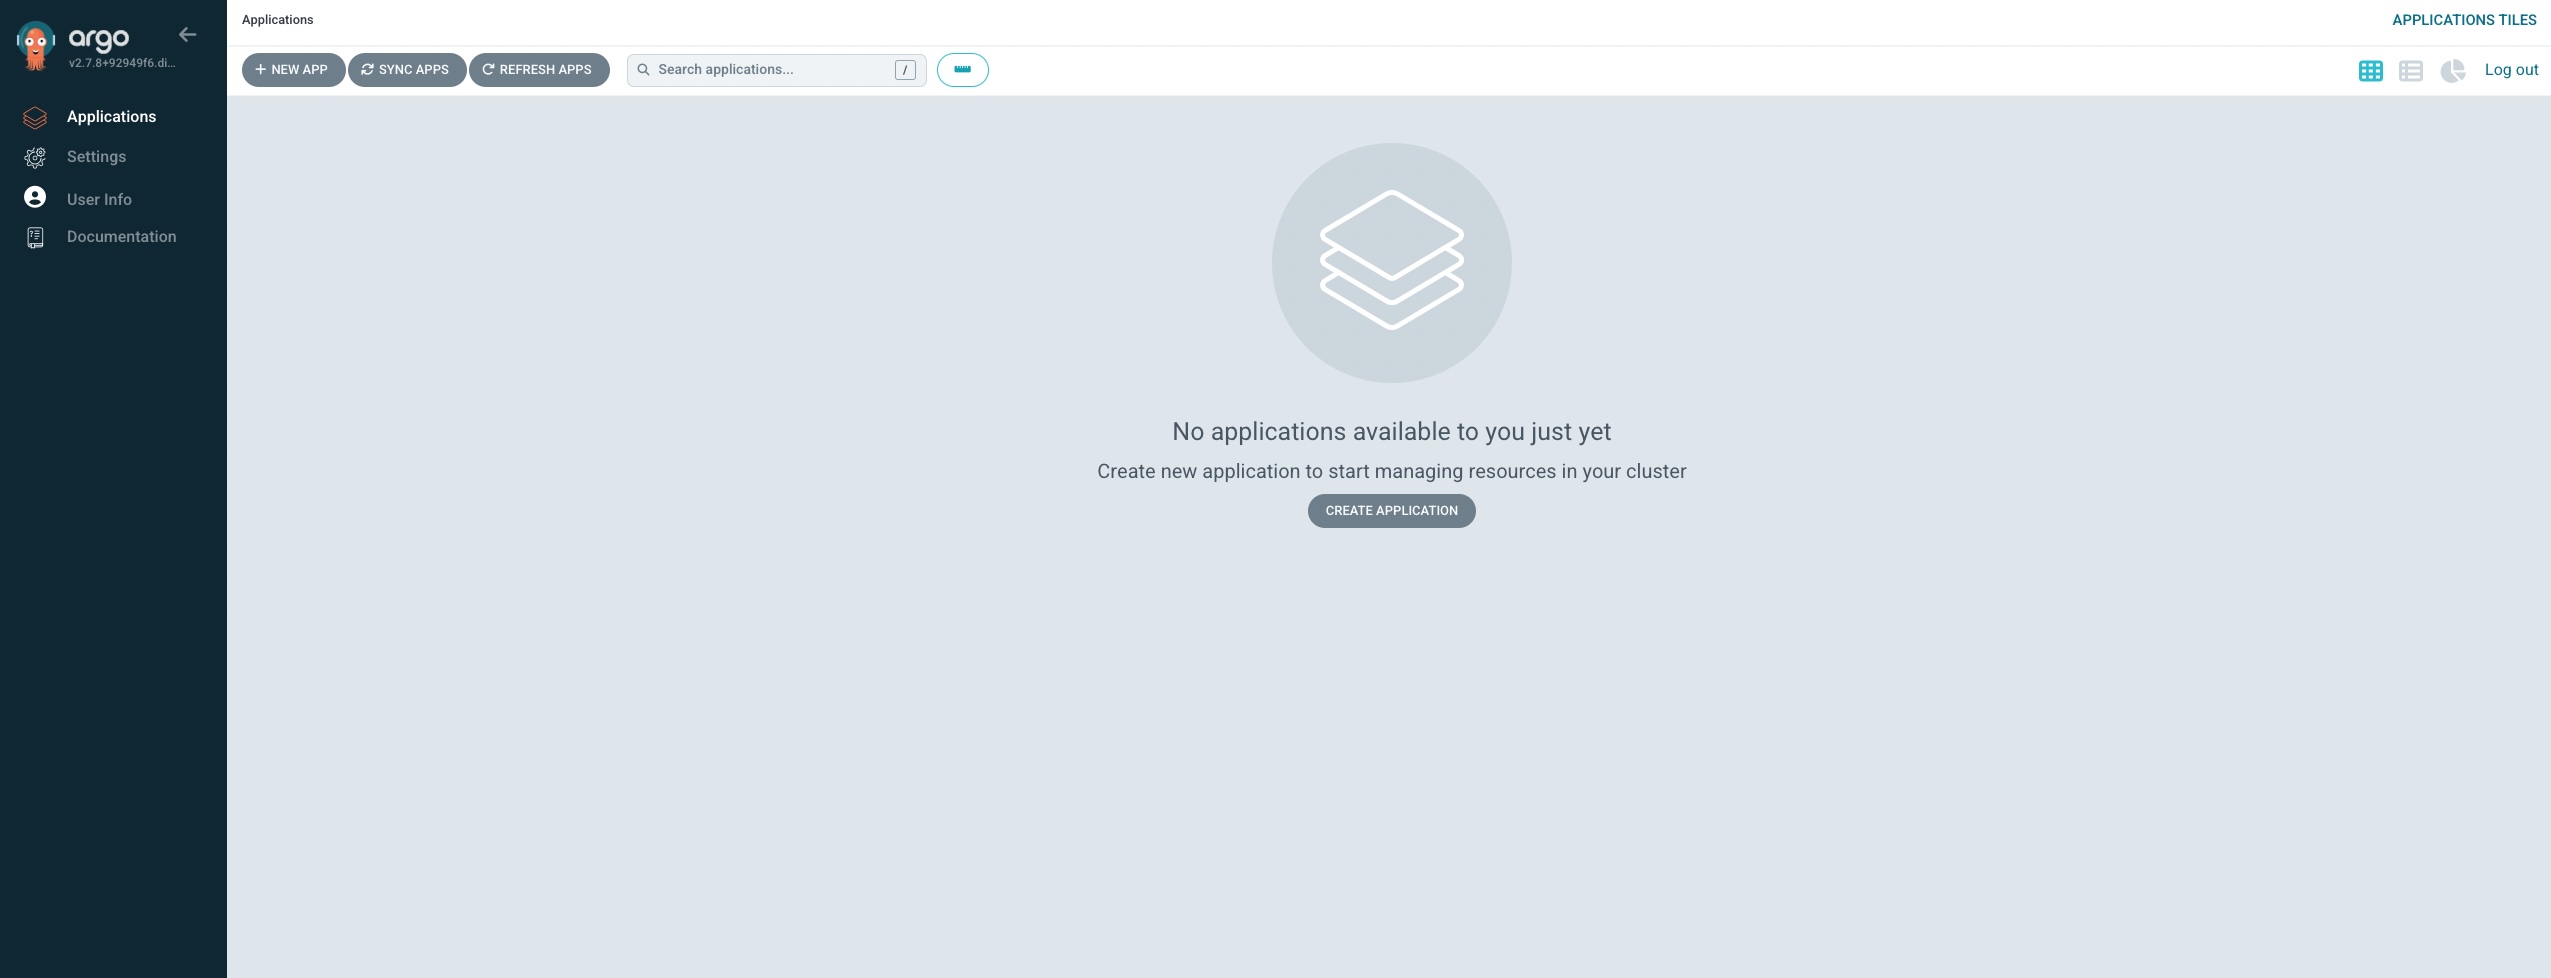 argo
v2.7.8+92949f6.di...
Applications
Settings
User Info
Documentation
Applications
APPLICATIONS TILES
+ NEW APP
SYNC APPS
REFRESH APPS
Search applications...
/
Log out
No applications available to you just yet
Create new application to start managing resources in your cluster
CREATE APPLICATION